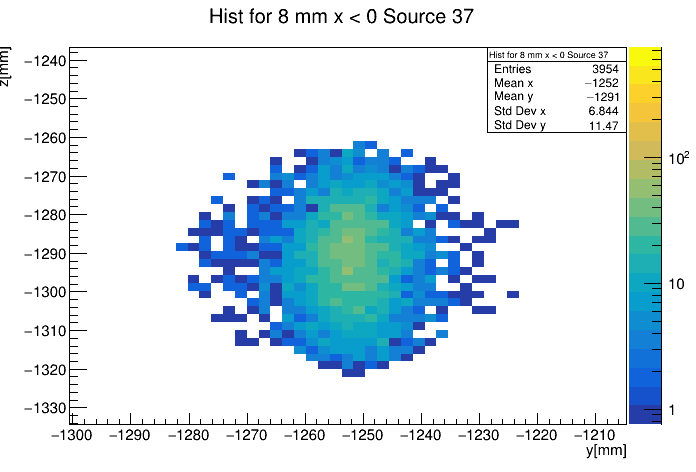 Hist for 8 mm x < 0 Source 37
z[mm]
Hist for 8 mm x < 0 Source 37
Entries 3954
Mean x −1252
Mean y −1291
Std Dev x 6.844
Std Dev y 11.47
−1240
−1250
−1260
−1270
−1280
−1290
−1300
−1310
−1320
−1330
10²
10
1
−1300 −1290 −1280 −1270 −1260 −1250 −1240 −1230 −1220 −1210
y[mm]